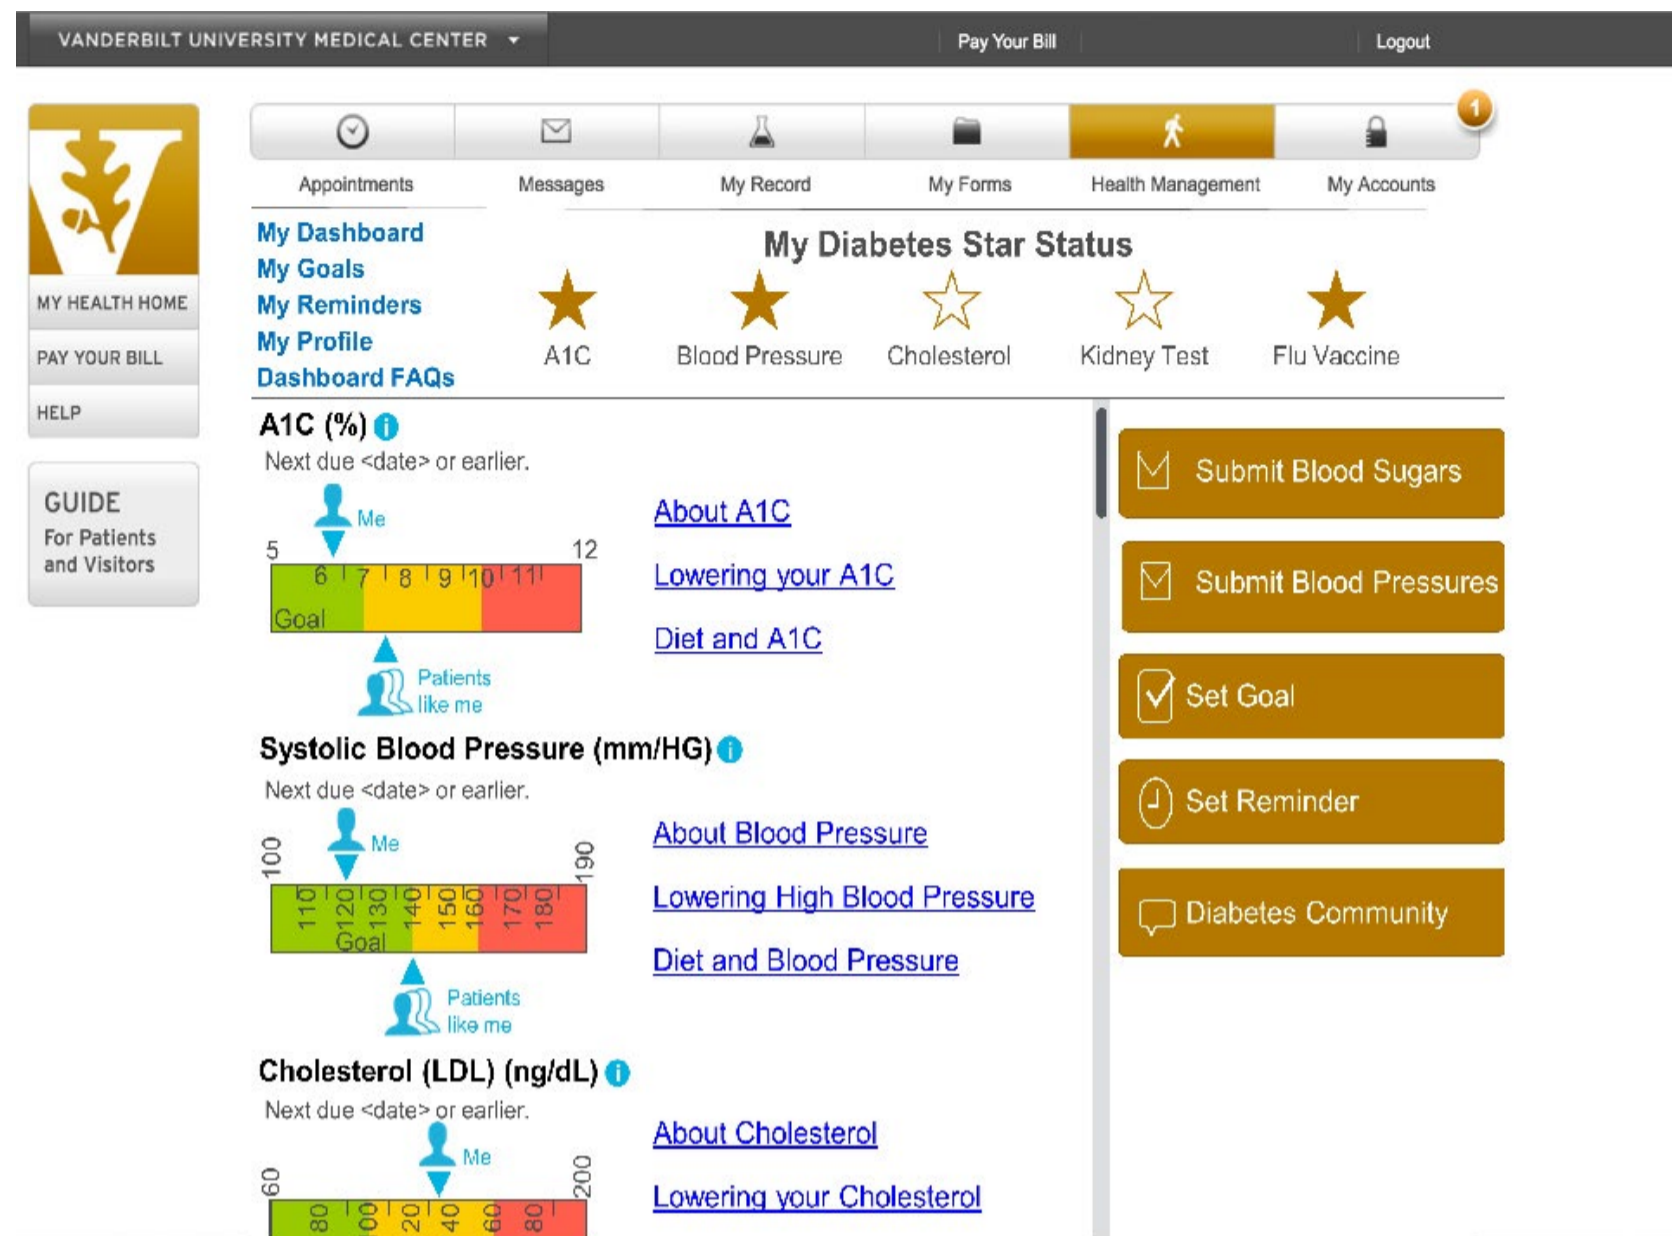 VANDERBILT UNIVERSITY MEDICAL CENTER
Pay Your Bill
Logout
1
Appointments
Messages
My Record
My Forms
Health Management
My Accounts
MY HEALTH HOME
PAY YOUR BILL
HELP
GUIDE
For Patients
and Visitors
My Dashboard
My Goals
My Reminders
My Profile
Dashboard FAQs
My Diabetes Star Status
A1C
Blood Pressure
Cholesterol
Kidney Test
Flu Vaccine
A1C (%)
Next due <date> or earlier.
Me
5
12
6 7 8 9 10 11
Goal
Patients
like me
About A1C
Lowering your A1C
Diet and A1C
Systolic Blood Pressure (mm/HG)
Next due <date> or earlier.
Me
100
190
110 120 130 140 150 160 170 180
Goal
Patients
like me
About Blood Pressure
Lowering High Blood Pressure
Diet and Blood Pressure
Cholesterol (LDL) (ng/dL)
Next due <date> or earlier.
Me
60
200
80 00 20 40 60 80
About Cholesterol
Lowering your Cholesterol
Submit Blood Sugars
Submit Blood Pressures
Set Goal
Set Reminder
Diabetes Community